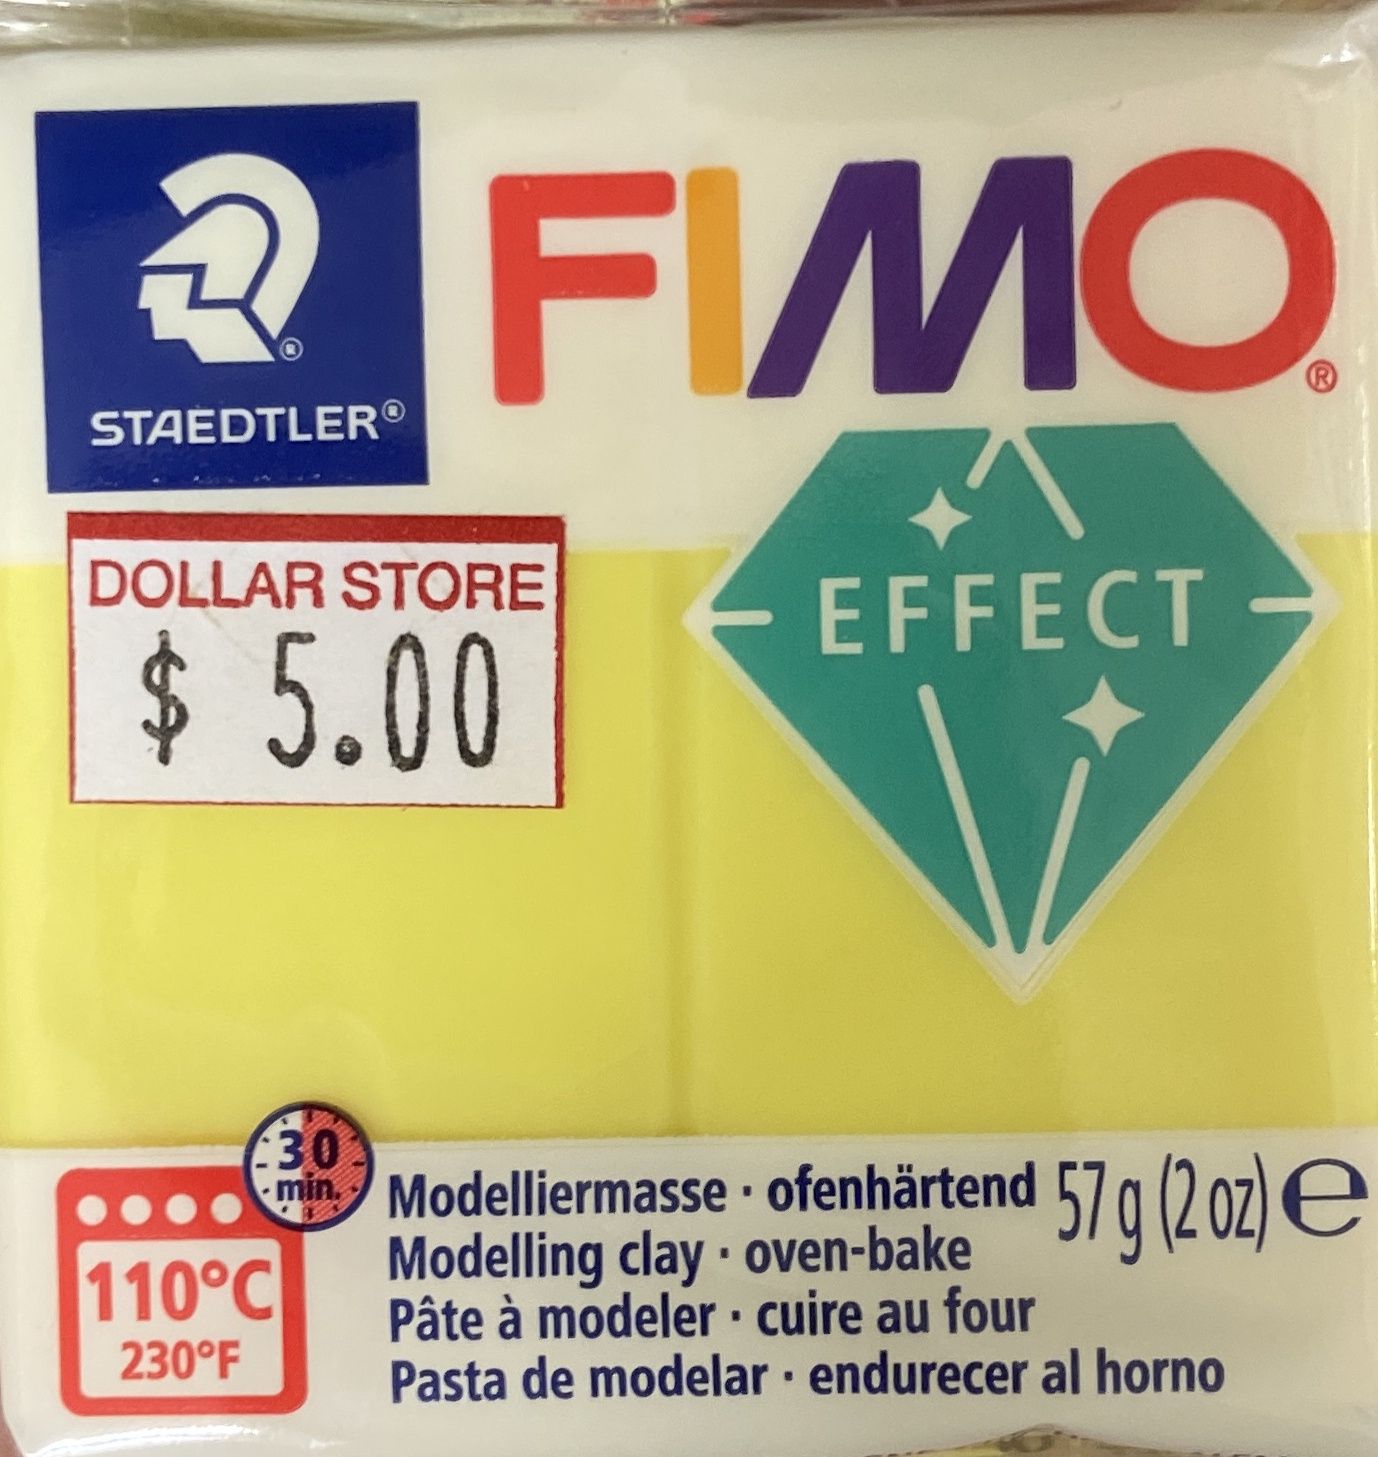 FIMO®
STAEDTLER®
EFFECT
DOLLAR STORE
$ 5.00
30
min.
110°C
230°F
Modelliermasse · ofenhärtend
Modelling clay · oven-bake
Pâte à modeler · cuire au four
Pasta de modelar · endurecer al horno
57 g (2 oz) e